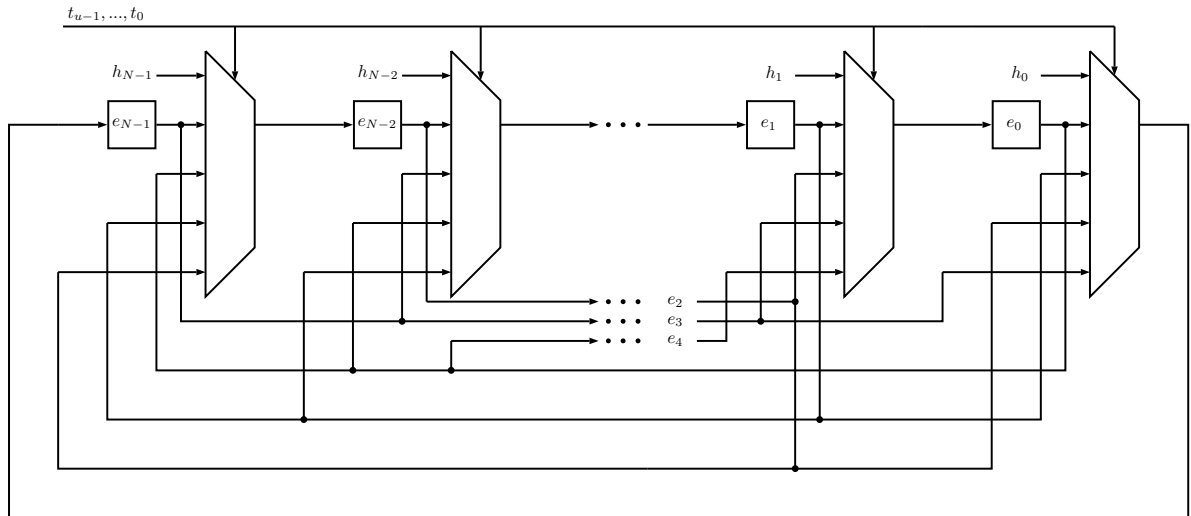 t_{u-1}, ..., t_0
h_{N-1}
h_{N-2}
h_1
h_0
e_{N-1}
e_{N-2}
e_1
e_0
e_2
e_3
e_4